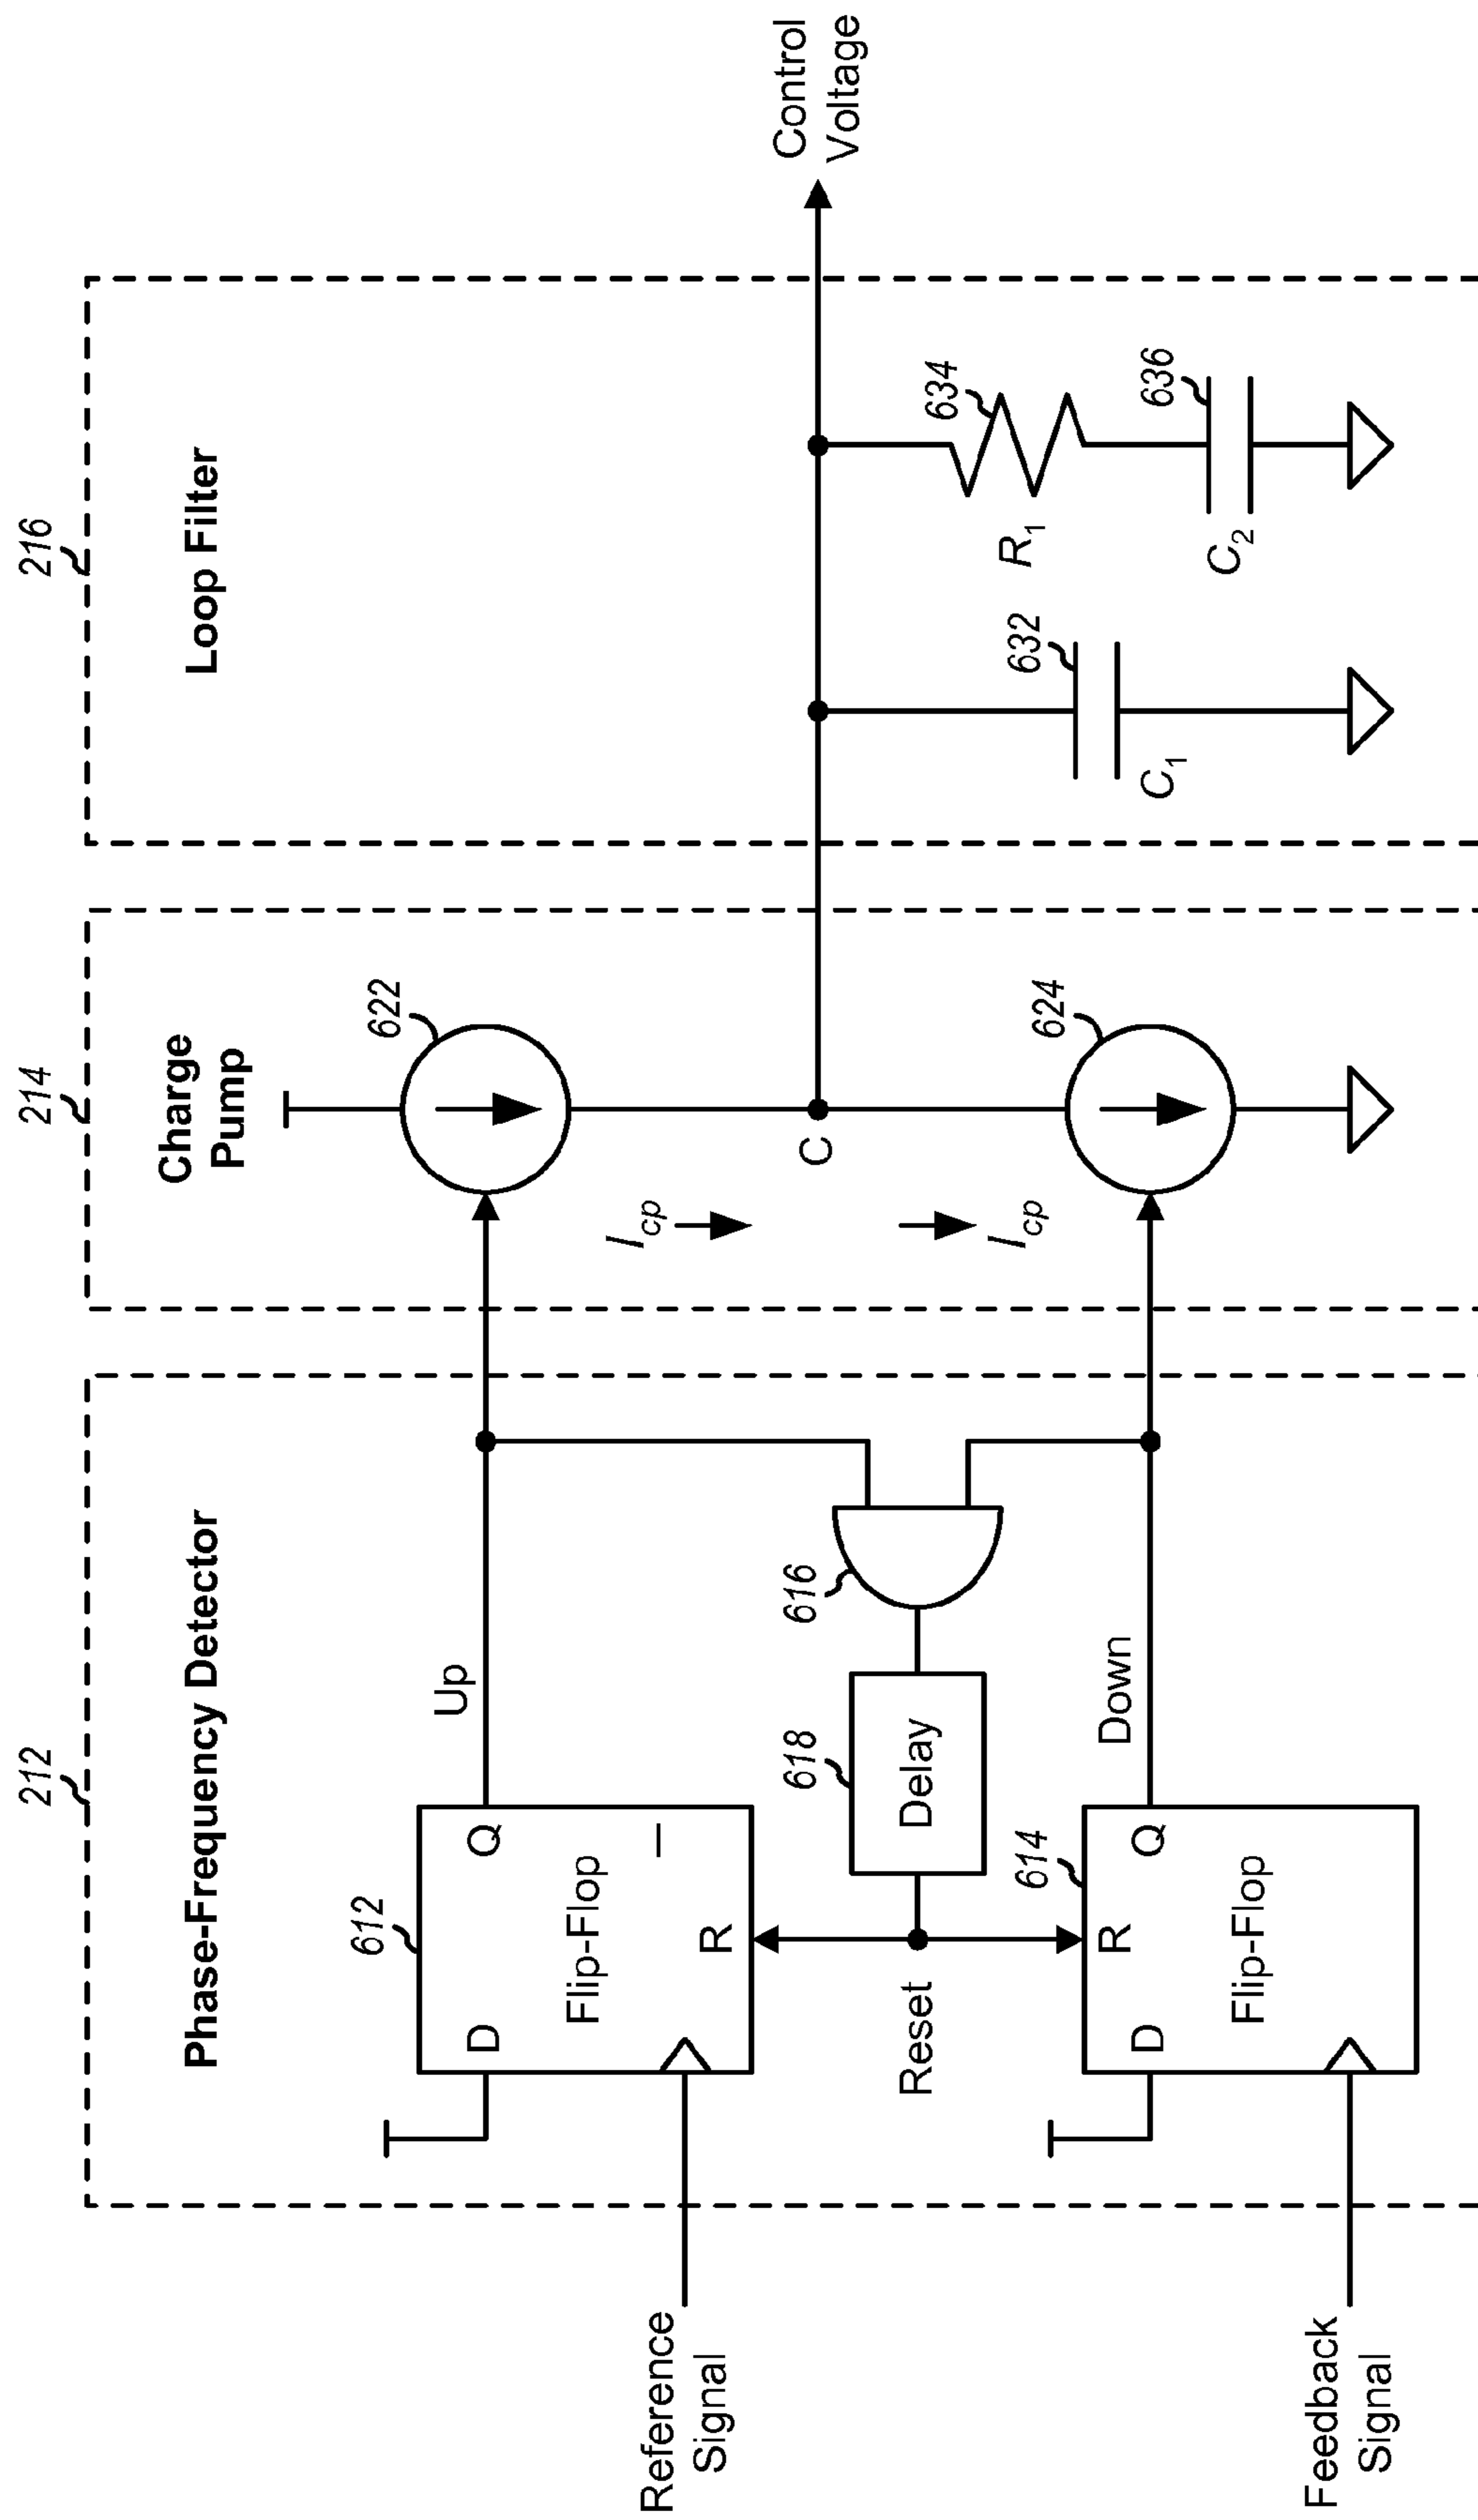 212
Phase-Frequency Detector
612
D
Q
Flip-Flop
R
Up
Reference
Signal
Reset
618
Delay
616
614
D
Q
R
Flip-Flop
Down
Feedback
Signal
214
Charge
Pump
622
Icp
C
Icp
624
216
Loop Filter
632
C1
634
R1
636
C2
Control
Voltage